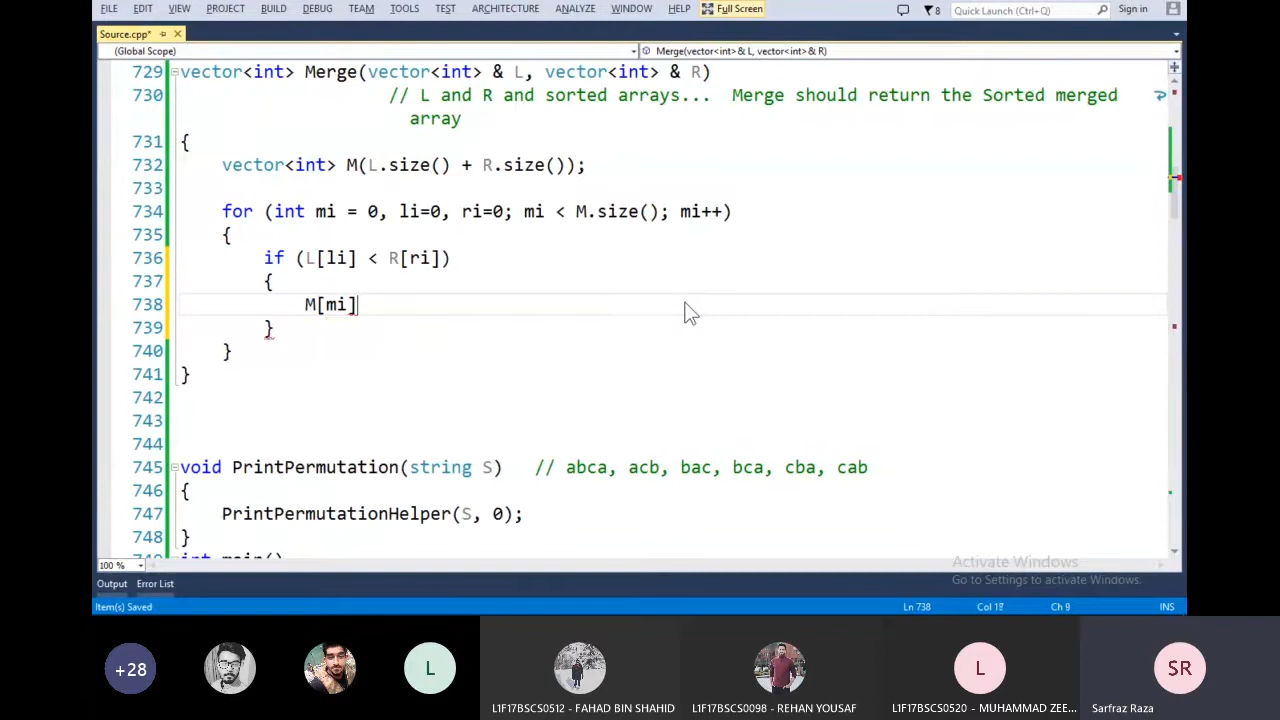 FILE EDIT VIEW PROJECT BUILD DEBUG TEAM TOOLS TEST ARCHITECTURE ANALYZE WINDOW HELP Full Screen 8 Quick Launch (Ctrl+Q) Sign in
Source.cpp*
(Global Scope) Merge(vector<int>& L, vector<int>& R)
729 vector<int> Merge(vector<int> & L, vector<int> & R)
730 // L and R and sorted arrays... Merge should return the Sorted merged
array
731 {
732 vector<int> M(L.size() + R.size());
733
734 for (int mi = 0, li=0, ri=0; mi < M.size(); mi++)
735 {
736 if (L[li] < R[ri])
737 {
738 M[mi]
739 }
740 }
741 }
742
743
744
745 void PrintPermutation(string S) // abca, acb, bac, bca, cba, cab
746 {
747 PrintPermutationHelper(S, 0);
748 }
749 int main()
100 %
Activate Windows
Go to Settings to activate Windows.
Output Error List
Item(s) Saved Ln 738 Col 17 Ch 9 INS
+28 L L SR
L1F17BSCS0512 - FAHAD BIN SHAHID L1F17BSCS0098 - REHAN YOUSAF L1F17BSCS0520 - MUHAMMAD ZEE... Sarfraz Raza